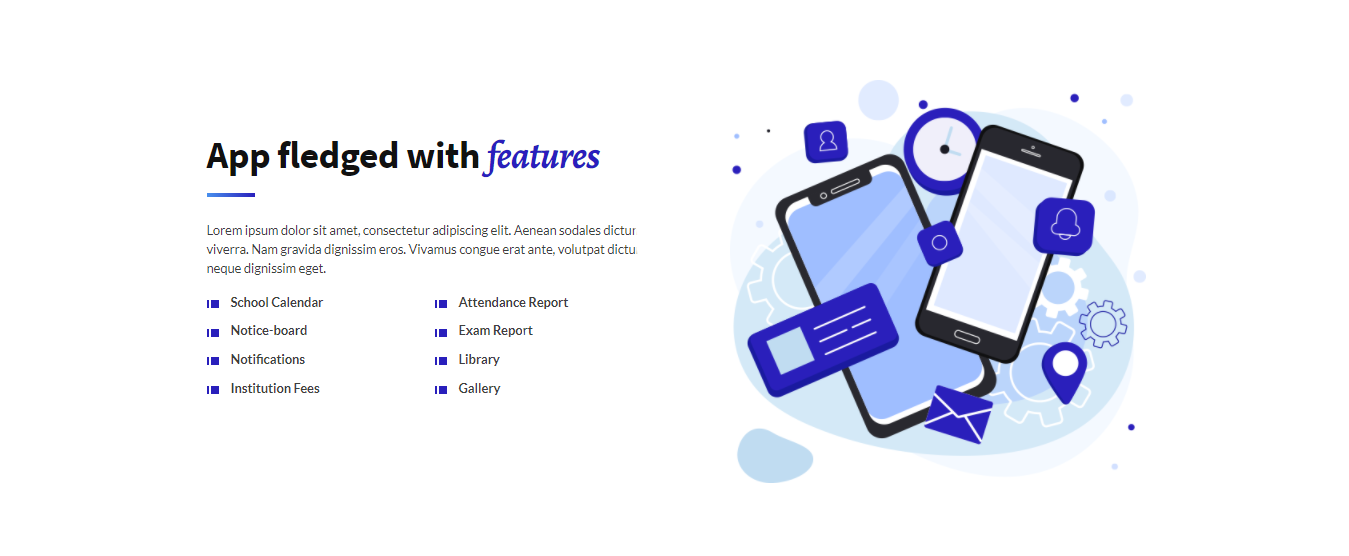 App fledged with features
Lorem ipsum dolor sit amet, consectetur adipiscing elit. Aenean sodales dictur
viverra. Nam gravida dignissim eros. Vivamus congue erat ante, volutpat dictu
neque dignissim eget.
School Calendar
Attendance Report
Notice-board
Exam Report
Notifications
Library
Institution Fees
Gallery